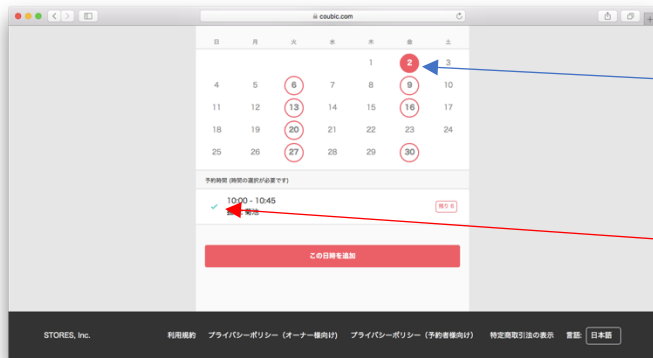 coubic.com
日 月 火 水 木 金 土
1 2 3
4 5 6 7 8 9 10
11 12 13 14 15 16 17
18 19 20 21 22 23 24
25 26 27 28 29 30
予約時間 (時間の選択が必要です)
10:00 - 10:45
菊池
残り 6
この日時を追加
STORES, Inc. 利用規約 プライバシーポリシー（オーナー様向け） プライバシーポリシー（予約者様向け） 特定商取引法の表示 言語: 日本語